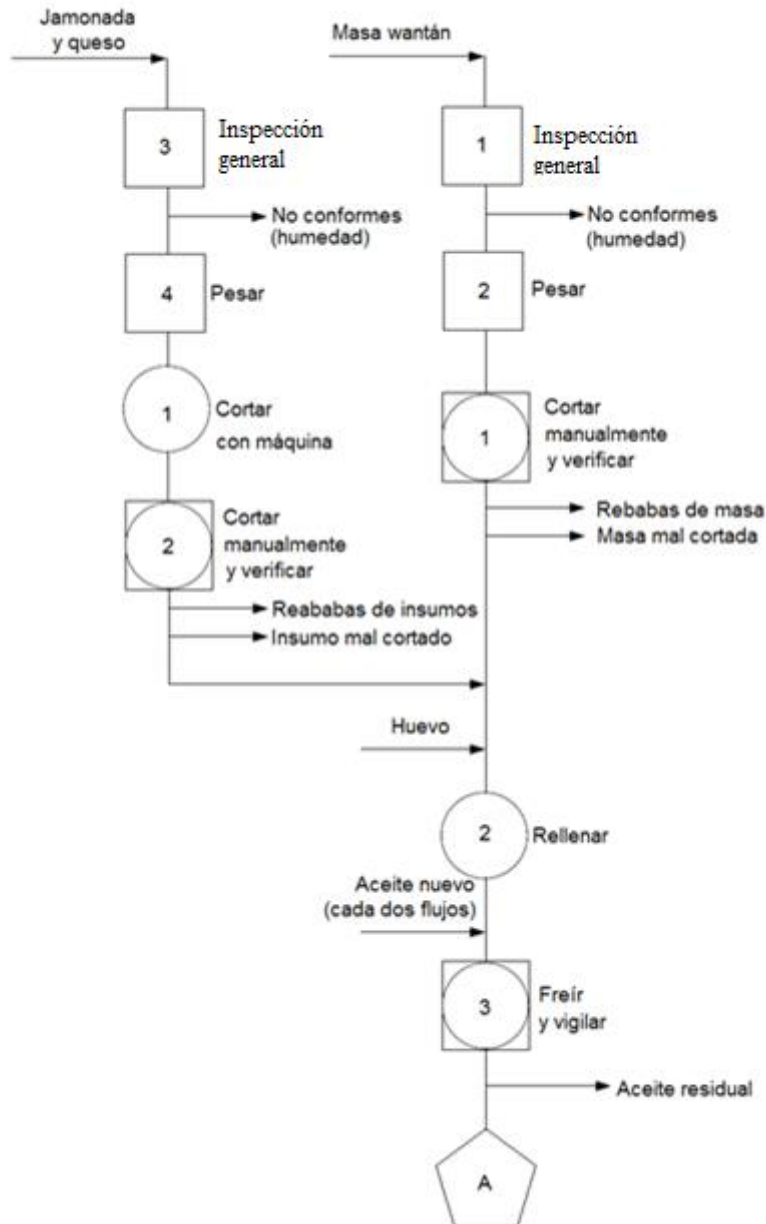 Jamonada
y queso
3
Inspección
general
No conformes
(humedad)
4
Pesar
1
Cortar
con máquina
2
Cortar
manualmente
y verificar
Reababas de insumos
Insumo mal cortado
Masa wantán
1
Inspección
general
No conformes
(humedad)
2
Pesar
1
Cortar
manualmente
y verificar
Rebabas de masa
Masa mal cortada
Huevo
2
Rellenar
Aceite nuevo
(cada dos flujos)
3
Freír
y vigilar
Aceite residual
A